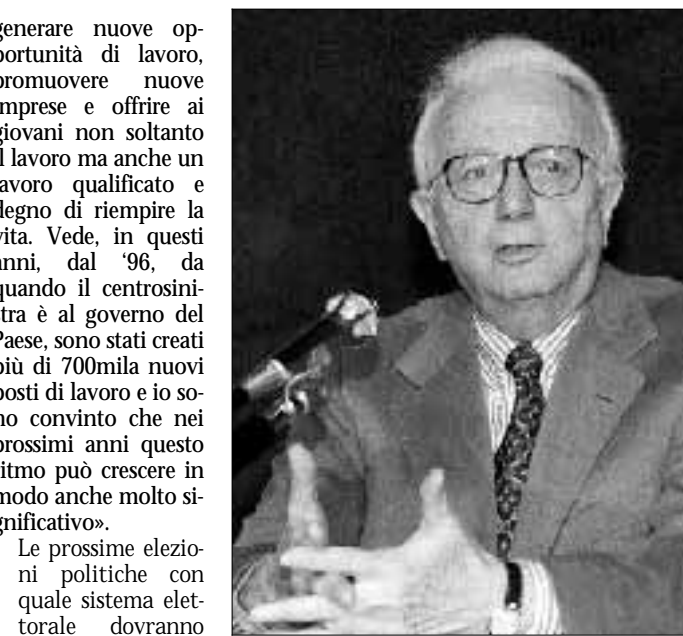 generare nuove op-
portunità di lavoro,
promuovere nuove
imprese e offrire ai
giovani non soltanto
il lavoro ma anche un
lavoro qualificato e
degno di riempire la
vita. Vede, in questi
anni, dal ‘96, da
quando il centrosini-
stra è al governo del
Paese, sono stati creati
più di 700mila nuovi
posti di lavoro e io so-
no convinto che nei
prossimi anni questo
ritmo può crescere in
modo anche molto si-
gnificativo».
Le prossime elezio-
ni politiche con
quale sistema elet-
torale dovranno